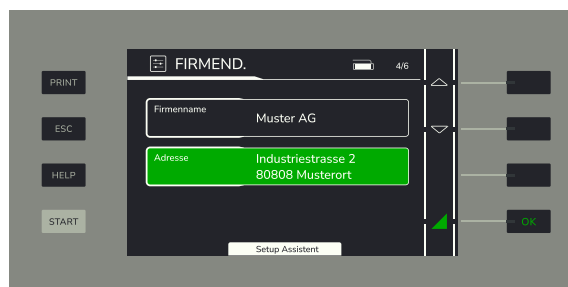 FIRMEND.
4/6
PRINT
Firmenname
Muster AG
ESC
Adresse
Industriestrasse 2
80808 Musterort
HELP
START
OK
Setup Assistent